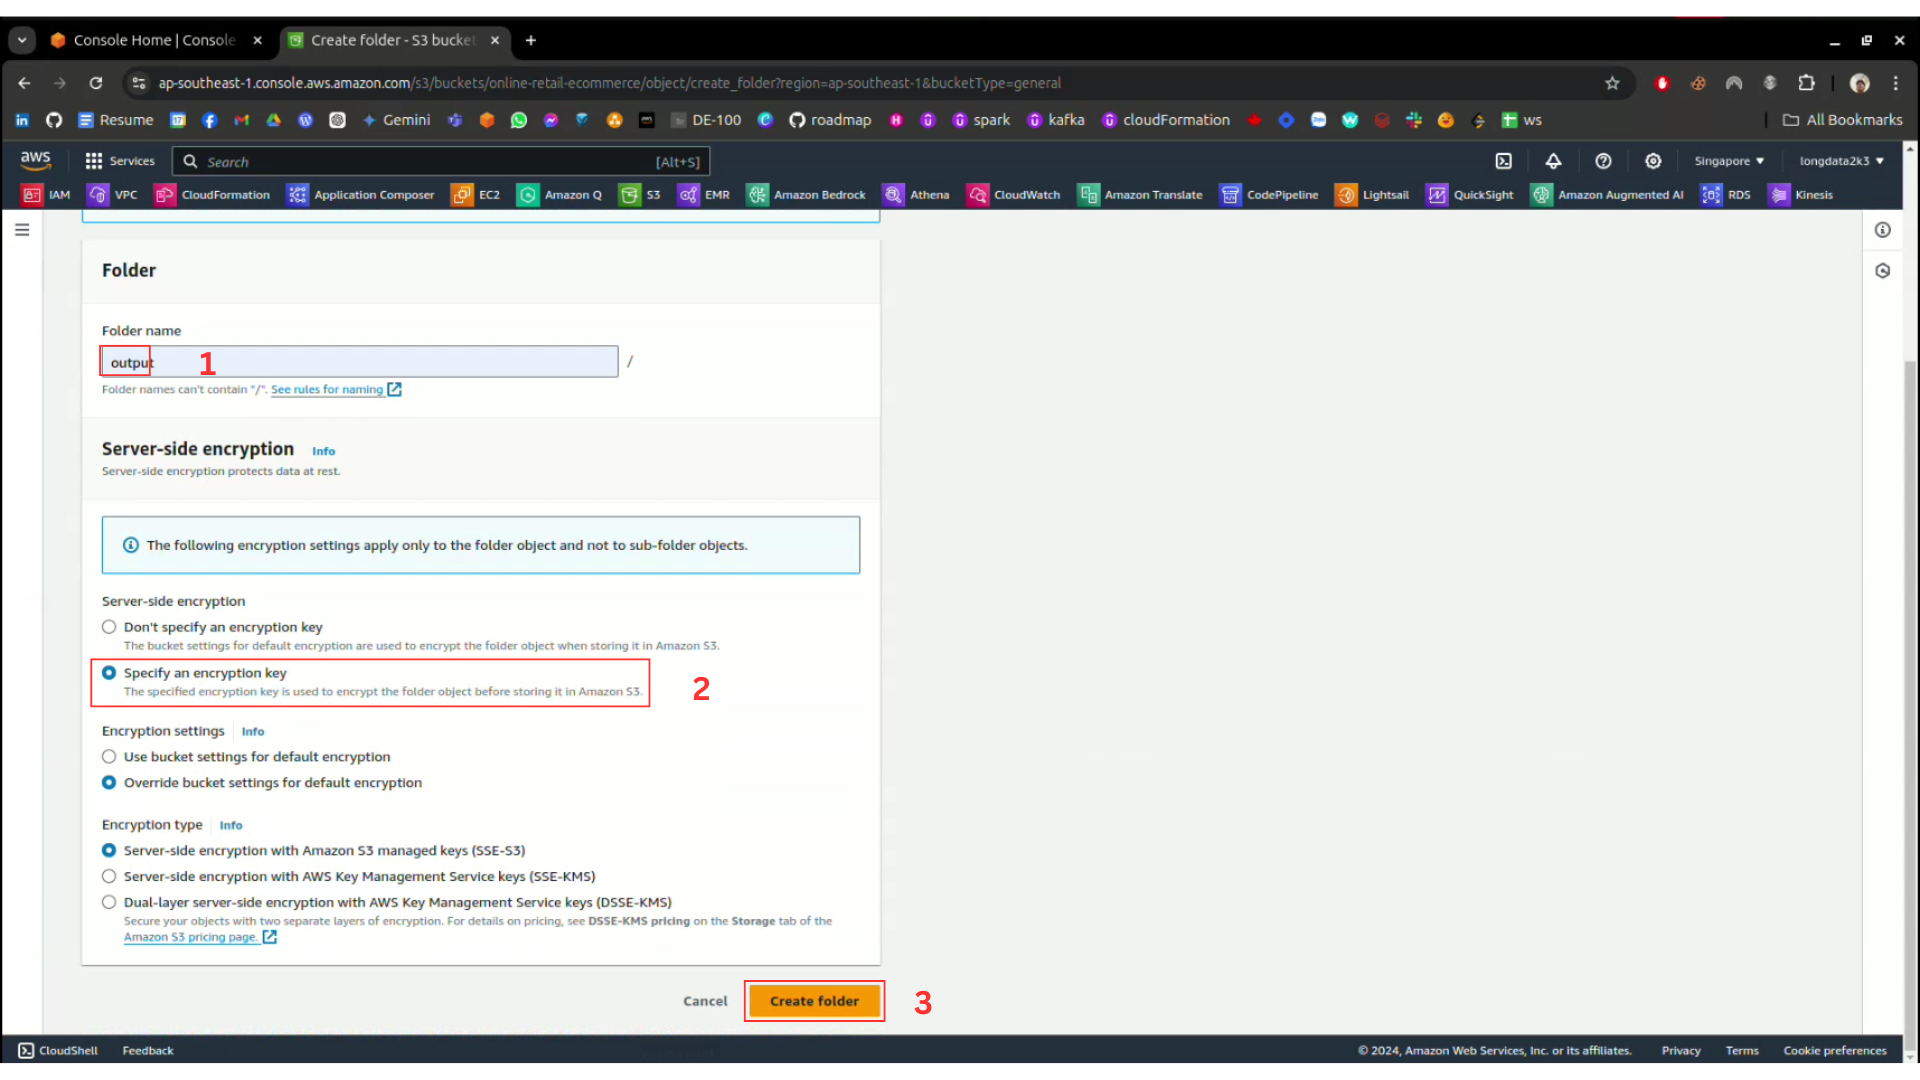 Console Home | Console
Create folder - S3 bucket
ap-southeast-1.console.aws.amazon.com/s3/buckets/online-retail-ecommerce/object/create_folder?region=ap-southeast-1&bucketType=general
Resume
Gemini
DE-100
roadmap
spark
kafka
cloudFormation
ws
All Bookmarks
aws
Services
Search
[Alt+S]
Singapore
longdata2k3
IAM
VPC
CloudFormation
Application Composer
EC2
Amazon Q
S3
EMR
Amazon Bedrock
Athena
CloudWatch
Amazon Translate
CodePipeline
Lightsail
QuickSight
Amazon Augmented AI
RDS
Kinesis
Folder
Folder name
output
1
/
Folder names can't contain "/". See rules for naming
Server-side encryption Info
Server-side encryption protects data at rest.
The following encryption settings apply only to the folder object and not to sub-folder objects.
Server-side encryption
Don't specify an encryption key
The bucket settings for default encryption are used to encrypt the folder object when storing it in Amazon S3.
Specify an encryption key
The specified encryption key is used to encrypt the folder object before storing it in Amazon S3.
2
Encryption settings Info
Use bucket settings for default encryption
Override bucket settings for default encryption
Encryption type Info
Server-side encryption with Amazon S3 managed keys (SSE-S3)
Server-side encryption with AWS Key Management Service keys (SSE-KMS)
Dual-layer server-side encryption with AWS Key Management Service keys (DSSE-KMS)
Secure your objects with two separate layers of encryption. For details on pricing, see DSSE-KMS pricing on the Storage tab of the
Amazon S3 pricing page.
Cancel
Create folder
3
CloudShell
Feedback
© 2024, Amazon Web Services, Inc. or its affiliates.
Privacy
Terms
Cookie preferences